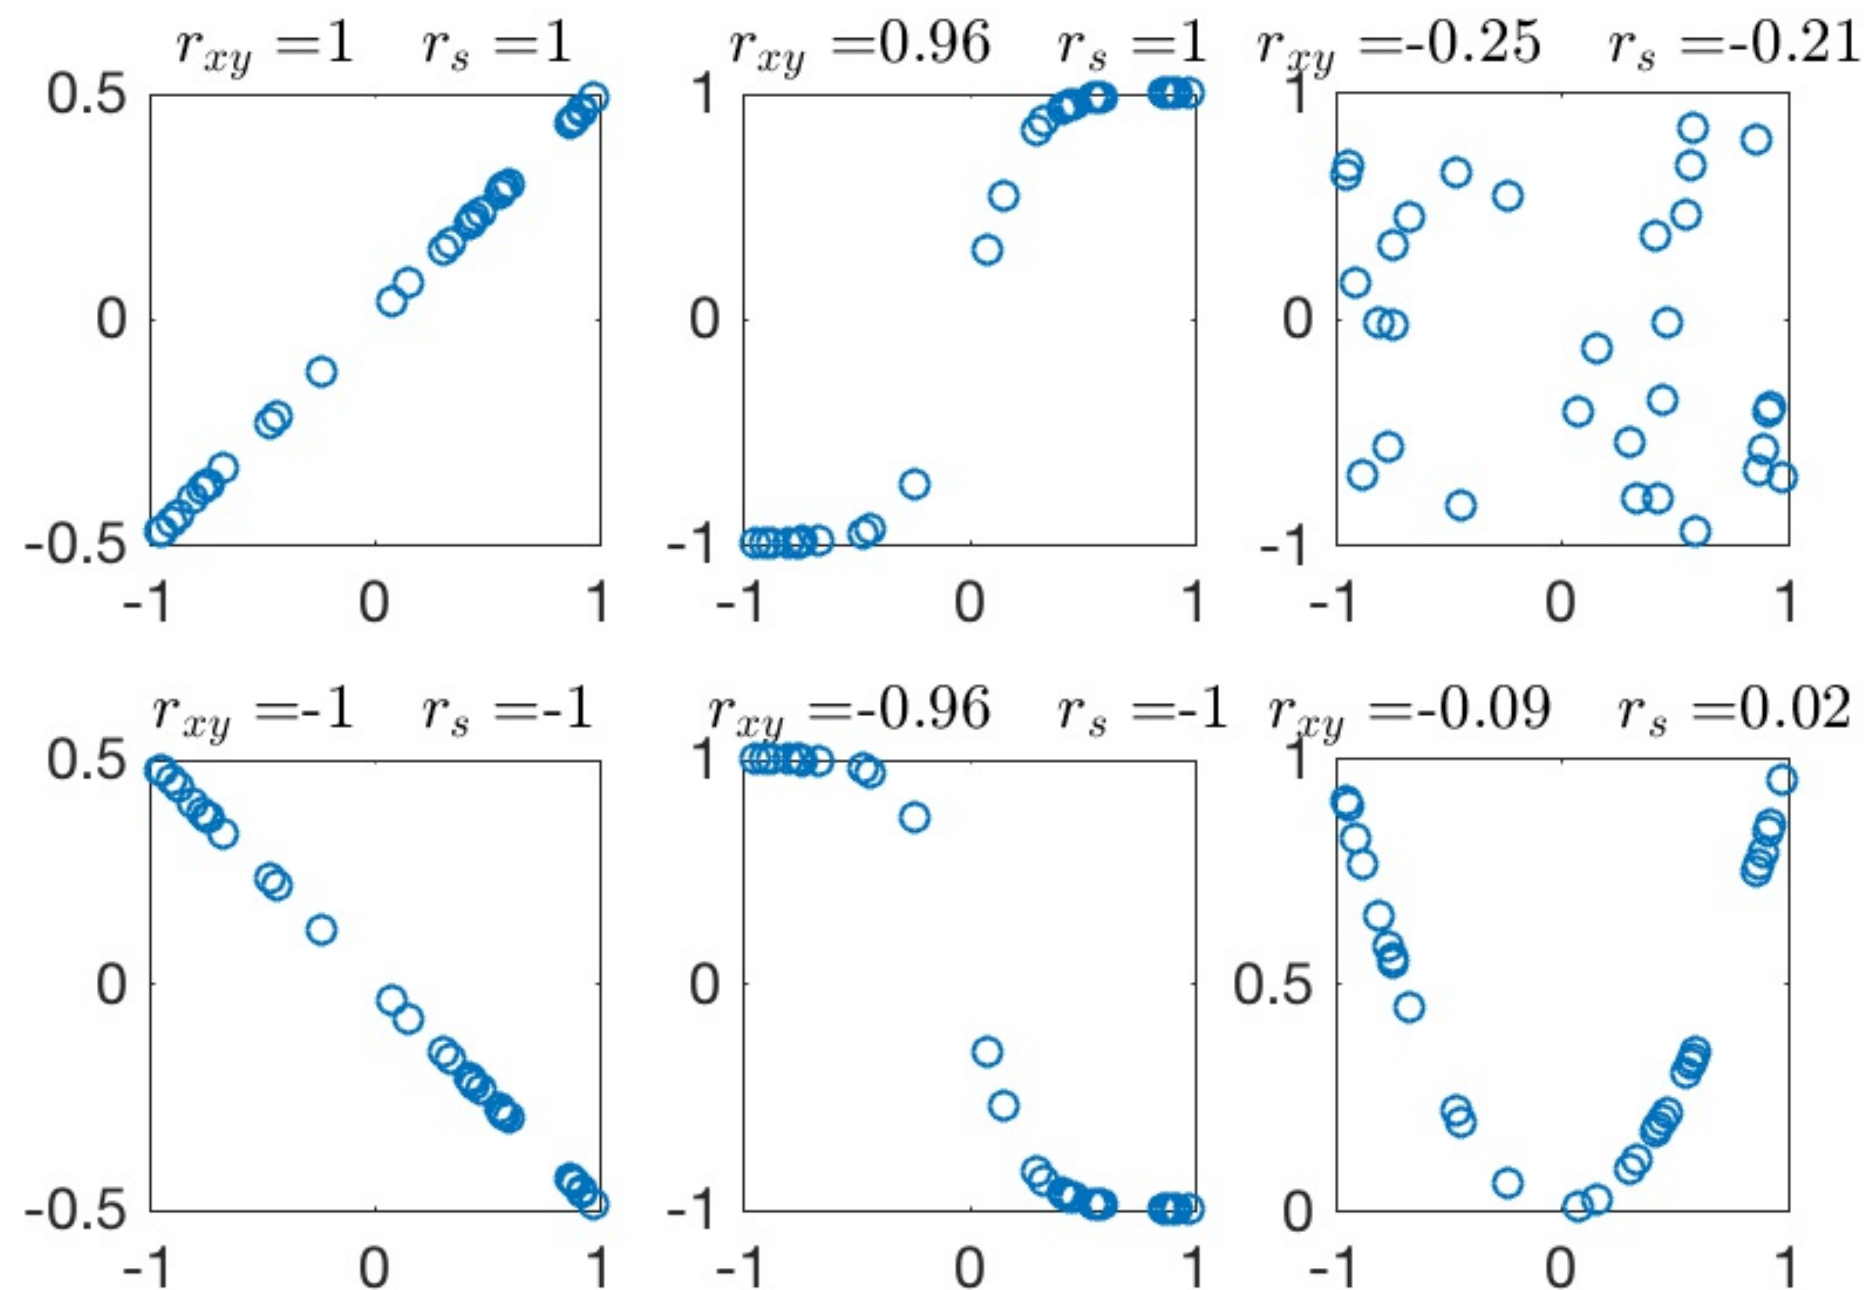 r_xy =1 r_s =1 r_xy =0.96 r_s =1 r_xy =-0.25 r_s =-0.21
0.5 1 1
0 0 0
-0.5 -1 -1
-1 0 1 -1 0 1 -1 0 1
r_xy =-1 r_s =-1 r_xy =-0.96 r_s =-1 r_xy =-0.09 r_s =0.02
0.5 1 1
0 0 0.5
-0.5 -1 0
-1 0 1 -1 0 1 -1 0 1